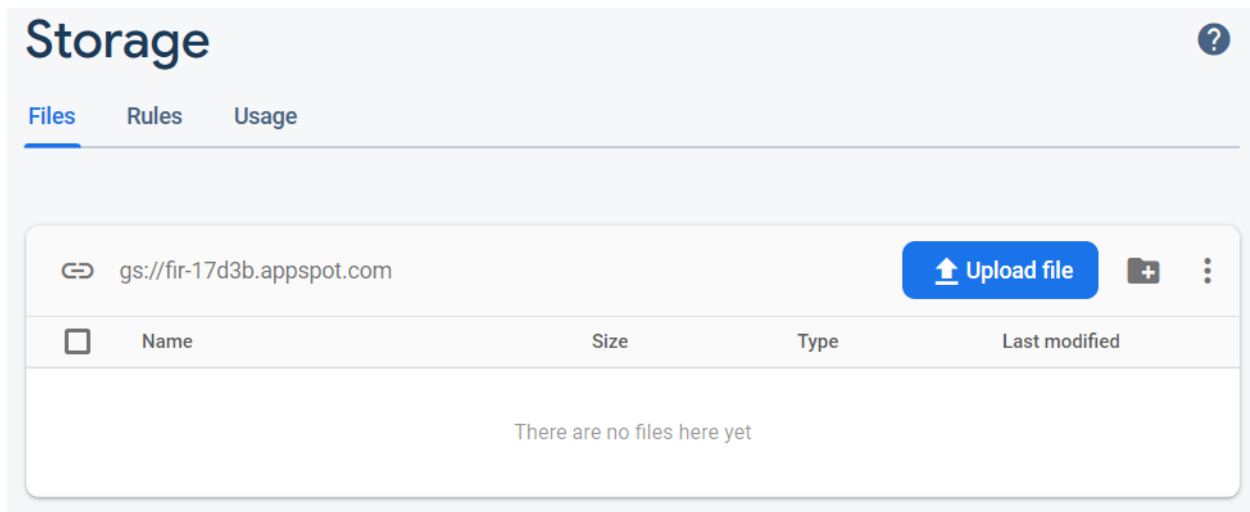 Storage
?
Files Rules Usage
gs://fir-17d3b.appspot.com Upload file
Name Size Type Last modified
There are no files here yet